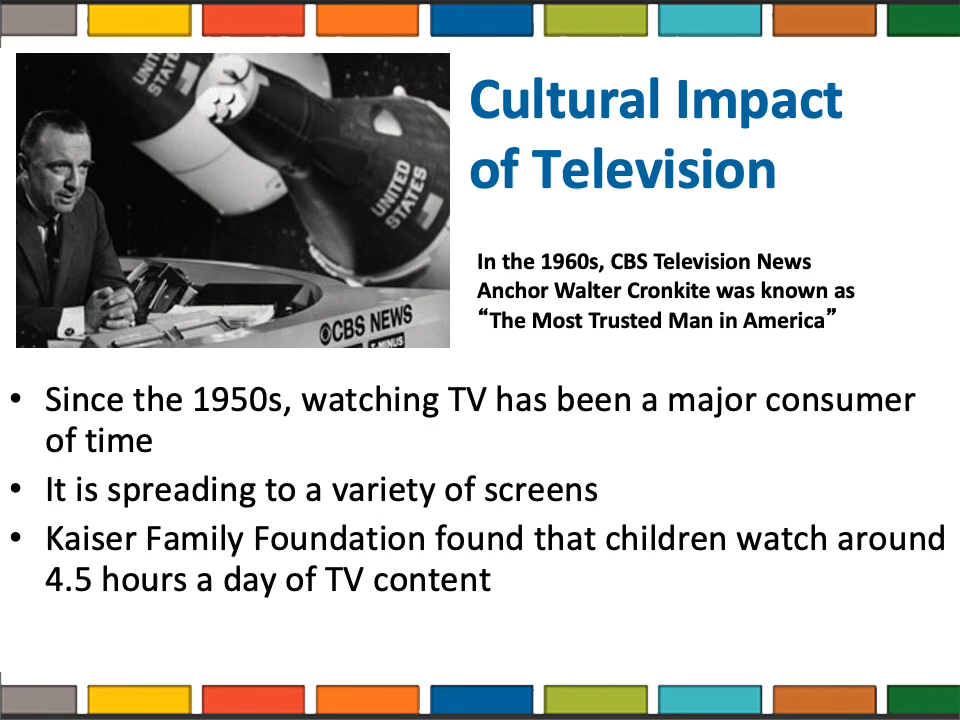 UNITED
STATES
UNITED
STATES
CBS NEWS
T-MINUS
Cultural Impact
of Television
In the 1960s, CBS Television News
Anchor Walter Cronkite was known as
“The Most Trusted Man in America”
• Since the 1950s, watching TV has been a major consumer
of time
• It is spreading to a variety of screens
• Kaiser Family Foundation found that children watch around
4.5 hours a day of TV content